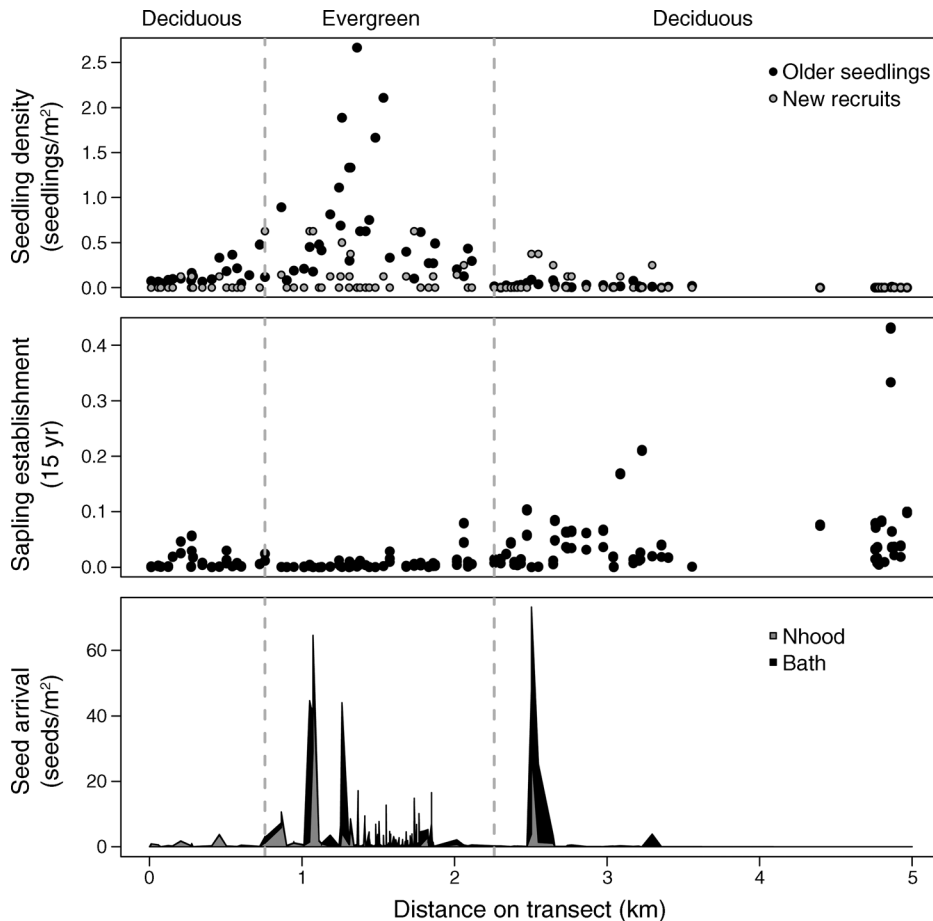 Deciduous Evergreen Deciduous
Seedling density
(seedlings/m²)
2.5
2.0
1.5
1.0
0.5
0.0
Older seedlings
New recruits
Sapling establishment
(15 yr)
0.4
0.3
0.2
0.1
0.0
Seed arrival
(seeds/m²)
60
40
20
0
Nhood
Bath
0 1 2 3 4 5
Distance on transect (km)